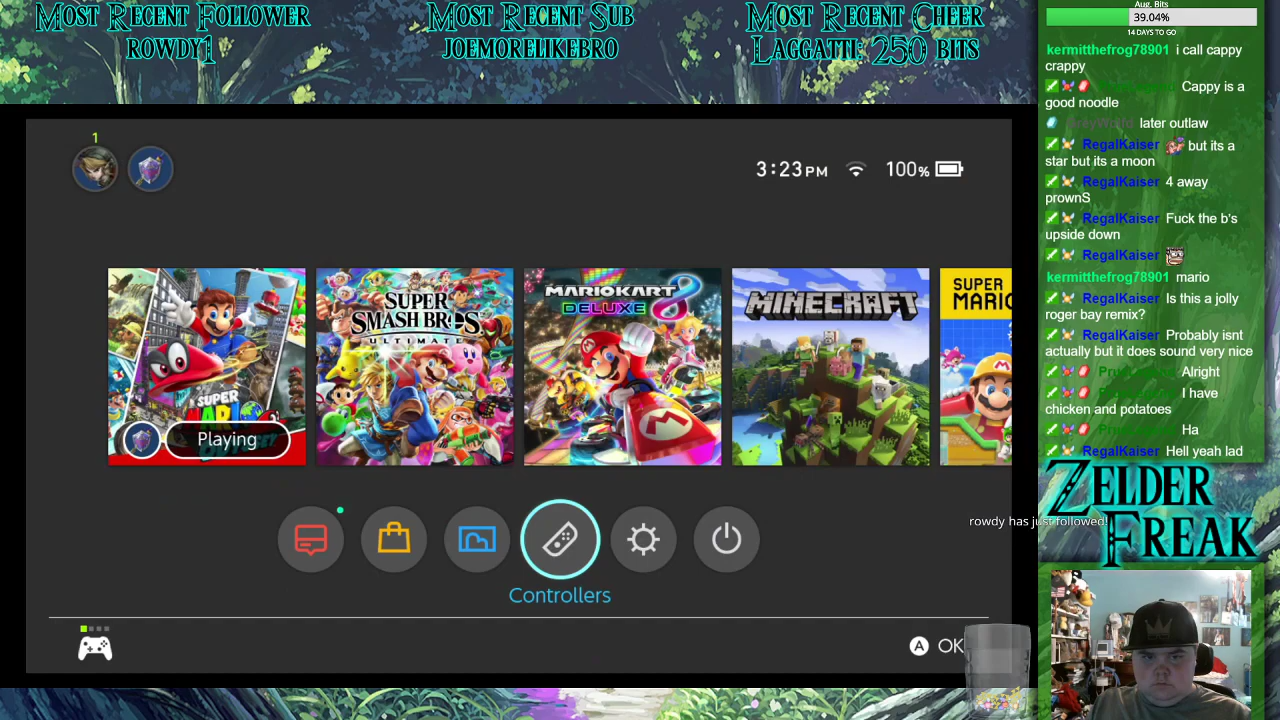 Most Recent Follower
rowdy1
Most Recent Sub
joemorelikebro
Most Recent Cheer
Laggatti: 250 bits
Aug. Bits
39.04%
14 DAYS TO GO
kermitthefrog78901 i call cappy
crappy
Cappy is a
good noodle
later outlaw
RegalKaiser but its a
star but its a moon
RegalKaiser 4 away
prownS
RegalKaiser Fuck the b's
upside down
RegalKaiser
kermitthefrog78901 mario
RegalKaiser Is this a jolly
roger bay remix?
RegalKaiser Probably isnt
actually but it does sound very nice
Alright
I have
chicken and potatoes
Ha
RegalKaiser Hell yeah lad
Zelder
Freak
rowdy has just followed!
1
3:23 PM
100%
SUPER
MARIO
Playing
SUPER
SMASH BROS
ULTIMATE
MARIOKART 8
DELUXE
MINECRAFT
SUPER
Controllers
A OK